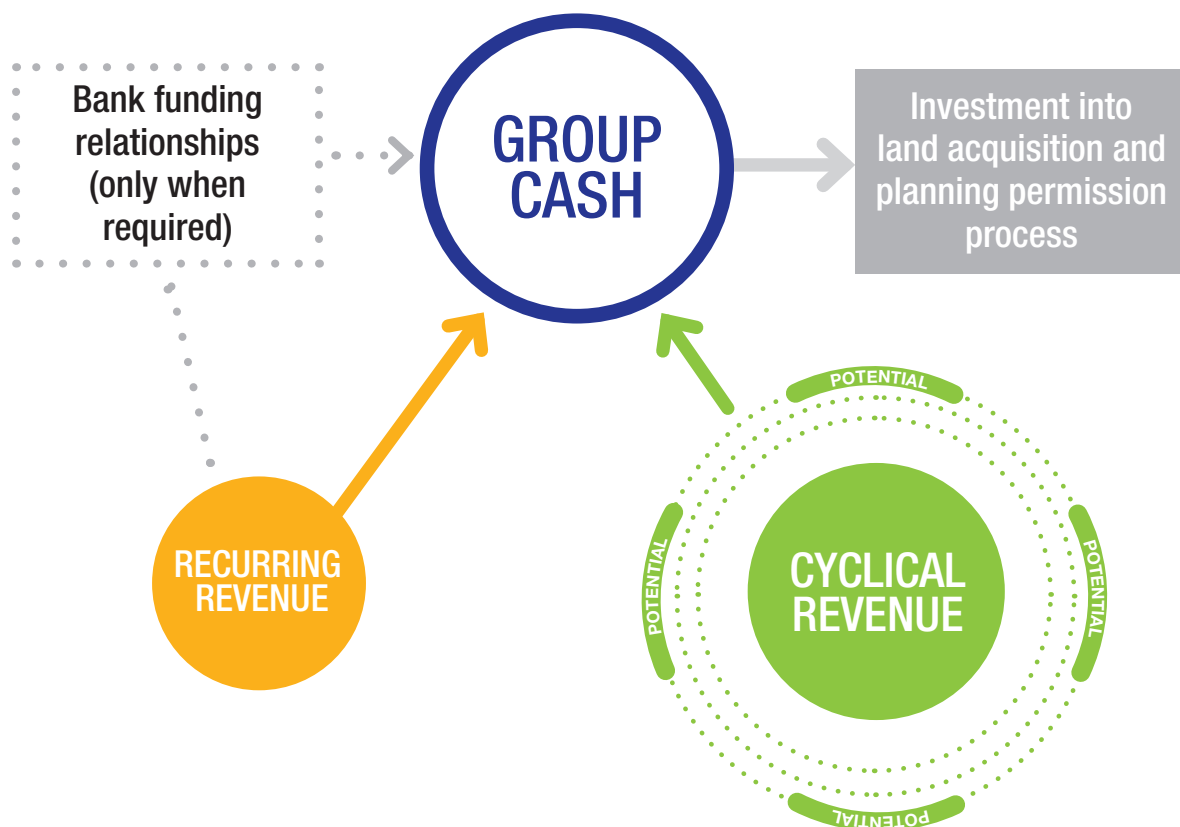 Bank funding
relationships
(only when
required)
GROUP
CASH
Investment into
land acquisition and
planning permission
process
RECURRING
REVENUE
POTENTIAL
POTENTIAL
CYCLICAL
REVENUE
POTENTIAL
POTENTIAL